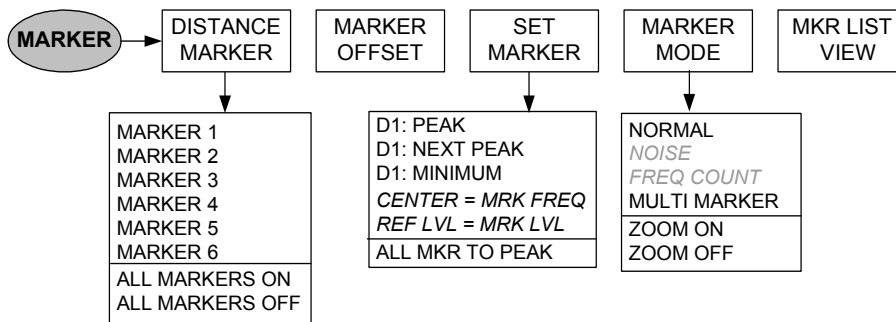 MARKER
DISTANCE
MARKER
MARKER
OFFSET
SET
MARKER
MARKER
MODE
MKR LIST
VIEW
MARKER 1
MARKER 2
MARKER 3
MARKER 4
MARKER 5
MARKER 6
ALL MARKERS ON
ALL MARKERS OFF
D1: PEAK
D1: NEXT PEAK
D1: MINIMUM
CENTER = MRK FREQ
REF LVL = MRK LVL
ALL MKR TO PEAK
NORMAL
NOISE
FREQ COUNT
MULTI MARKER
ZOOM ON
ZOOM OFF